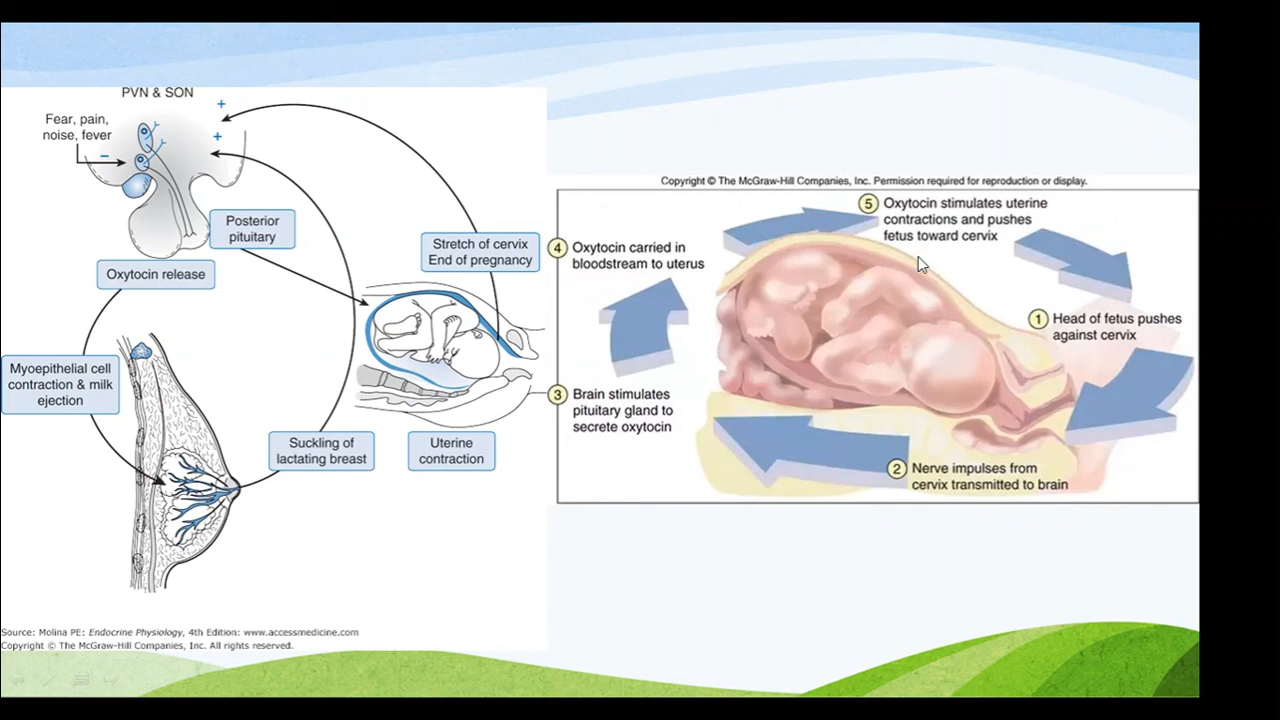 PVN & SON
+
Fear, pain,
noise, fever
+
–
Posterior
pituitary
Stretch of cervix
End of pregnancy
Oxytocin release
Myoepithelial cell
contraction & milk
ejection
Suckling of
lactating breast
Uterine
contraction
Source: Molina PE: Endocrine Physiology, 4th Edition: www.accessmedicine.com
Copyright © The McGraw-Hill Companies, Inc. All rights reserved.
Copyright © The McGraw-Hill Companies, Inc. Permission required for reproduction or display.
5 Oxytocin stimulates uterine
contractions and pushes
fetus toward cervix
4 Oxytocin carried in
bloodstream to uterus
1 Head of fetus pushes
against cervix
3 Brain stimulates
pituitary gland to
secrete oxytocin
2 Nerve impulses from
cervix transmitted to brain